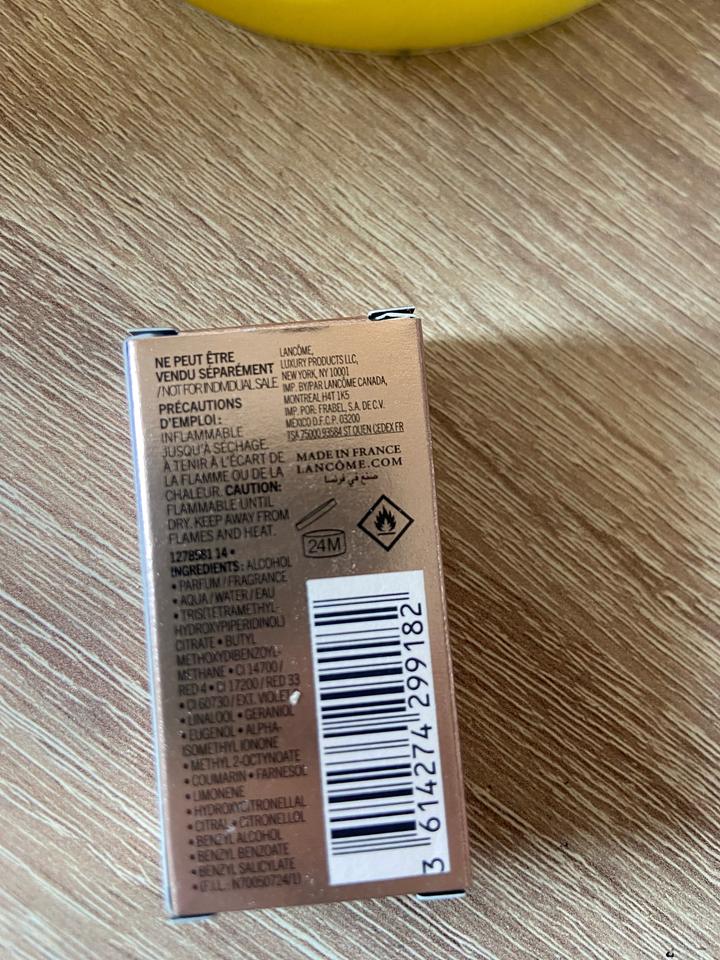 NE PEUT ÊTRE
VENDU SÉPARÉMENT
/NOT FOR INDIVIDUAL SALE
PRÉCAUTIONS
D'EMPLOI :
INFLAMMABLE
JUSQU'À SÉCHAGE.
À TENIR À L'ÉCART DE
LA FLAMME OU DE LA
CHALEUR. CAUTION:
FLAMMABLE UNTIL
DRY. KEEP AWAY FROM
FLAMES AND HEAT.
1278581 14 •
INGREDIENTS : ALCOHOL
• PARFUM / FRAGRANCE
• AQUA / WATER / EAU
• TRIS(TETRAMETHYL-
HYDROXYPIPERIDINOL)
CITRATE • BUTYL
METHOXYDIBENZOYL-
METHANE • CI 14700 /
RED 4 • CI 17200 / RED 33
• CI 60730 / EXT. VIOLET
• LINALOOL • GERANIOL
• EUGENOL • ALPHA-
ISOMETHYL IONONE
• METHYL 2-OCTYNOATE
• COUMARIN • FARNESOL
• LIMONENE
• HYDROXYCITRONELLAL
• CITRAL • CITRONELLOL
• BENZYL ALCOHOL
• BENZYL BENZOATE
• BENZYL SALICYLATE
• (F.I.L. : N70050724/1)
LANCÔME,
LUXURY PRODUCTS LLC,
NEW YORK, NY 10001
IMP. BY/PAR LANCÔME CANADA,
MONTREAL H4T 1K5
IMP. POR: FRABEL, S.A. DE C.V.
MÉXICO D.F.C.P. 03200
TSA 75000 93584 ST OUEN CEDEX FR
MADE IN FRANCE
LANCÔME.COM
صنع في فرنسا
24M
3 614274 299182